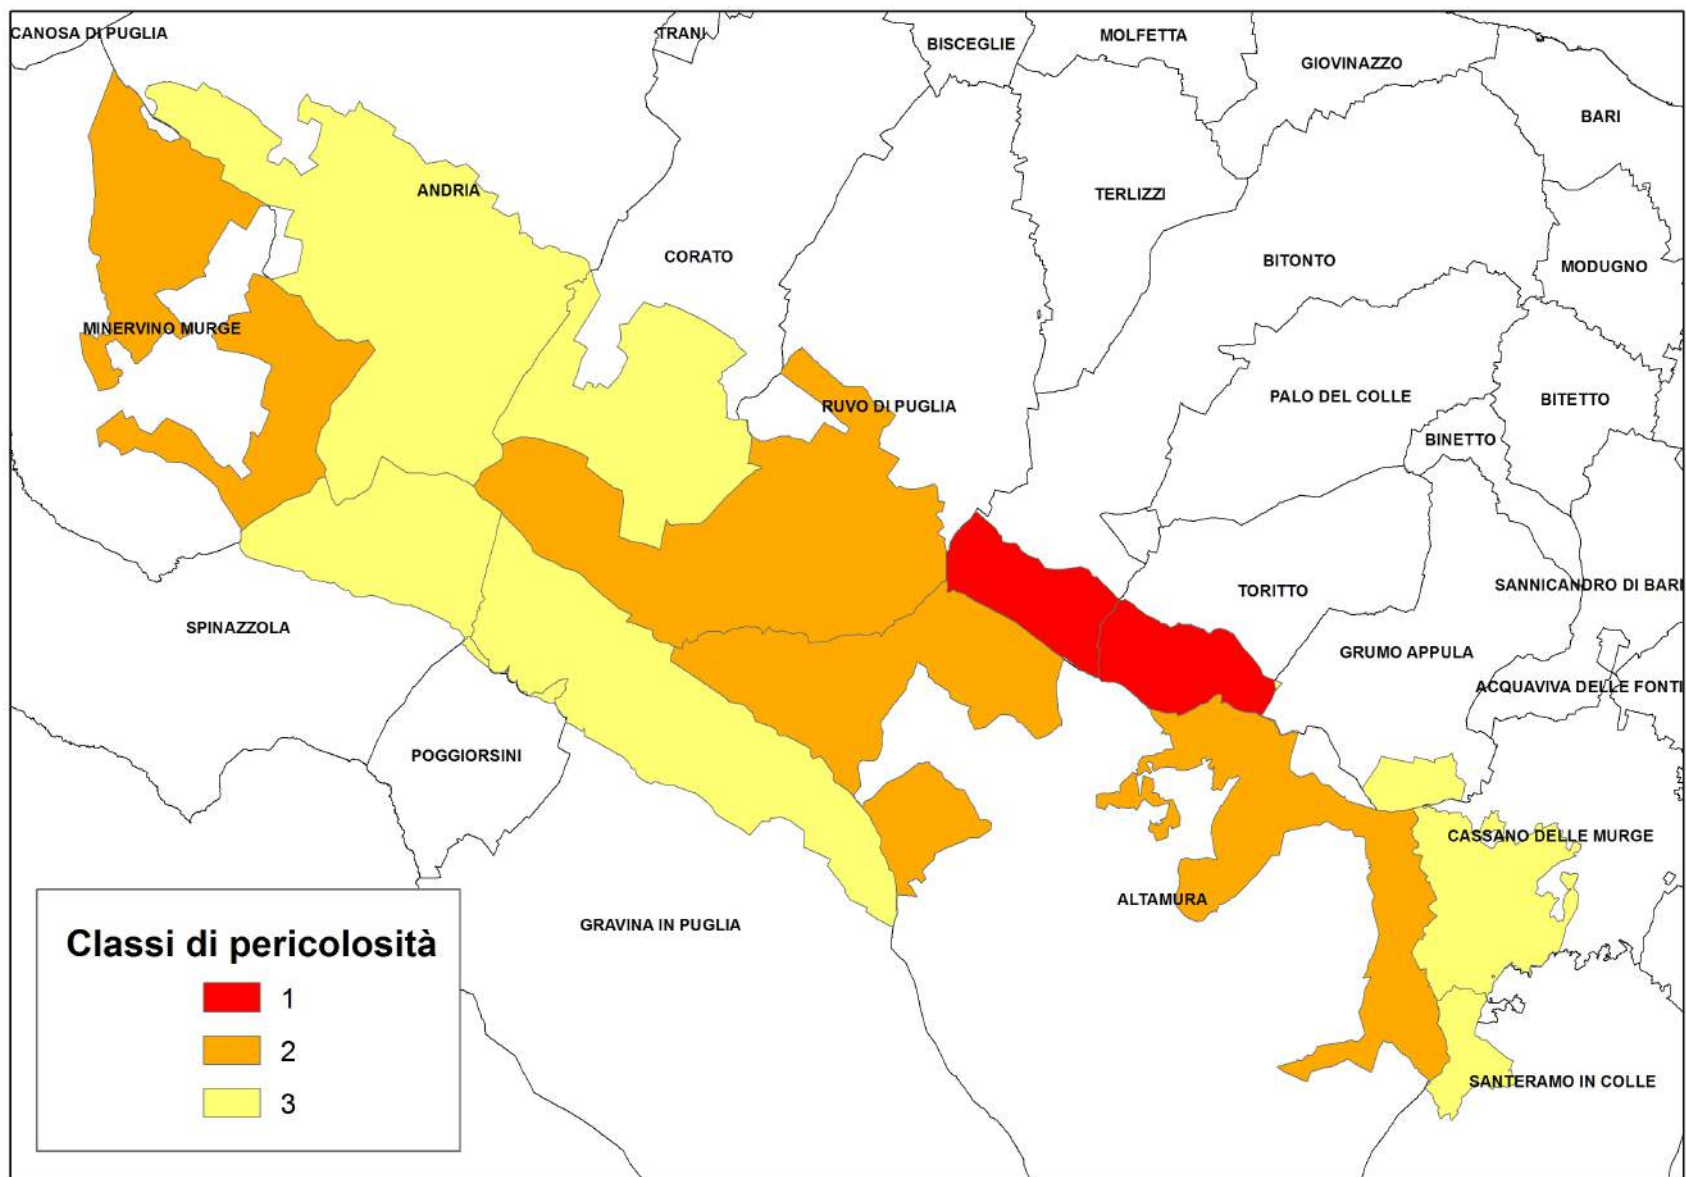 CANOSA DI PUGLIA
TRANI
BISCEGLIE
MOLFETTA
GIOVINAZZO
BARI
ANDRIA
TERLIZZI
CORATO
BITONTO
MODUGNO
MINERVINO MURGE
RUVO DI PUGLIA
PALO DEL COLLE
BITETTO
BINETTO
SPINAZZOLA
TORITTO
SANNICANDRO DI BARI
GRUMO APPULA
ACQUAVIVA DELLE FONTI
POGGIORSINI
CASSANO DELLE MURGE
ALTAMURA
GRAVINA IN PUGLIA
SANTERAMO IN COLLE
Classi di pericolosità
1
2
3